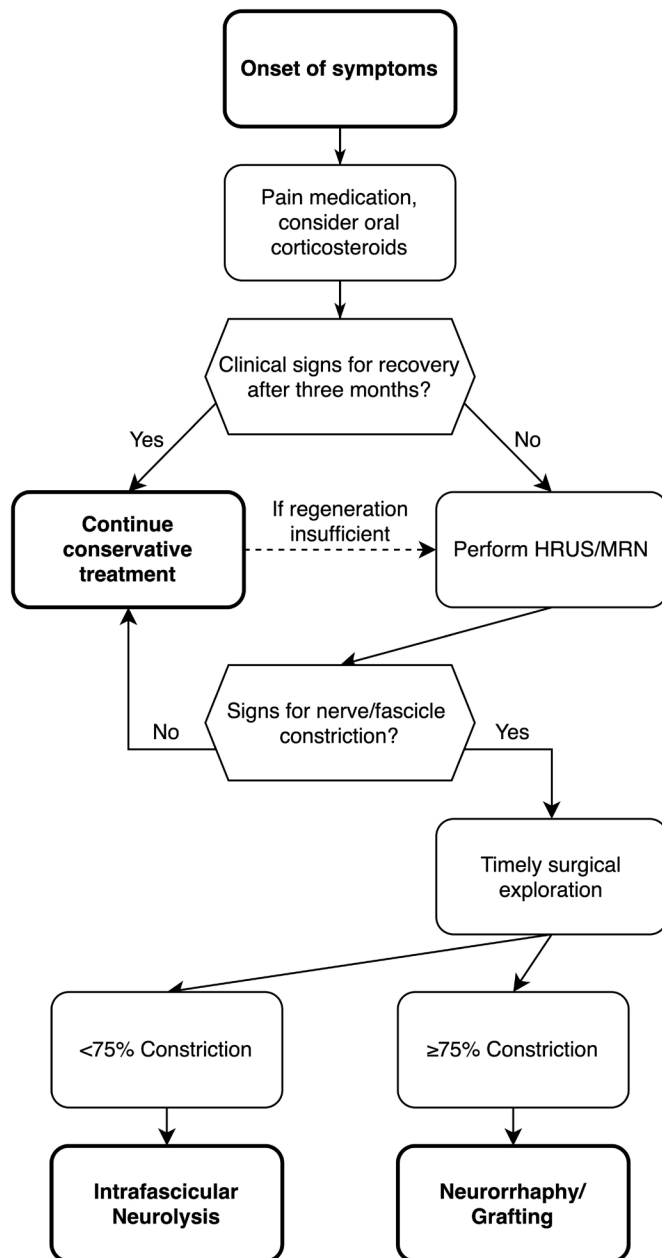 Onset of symptoms
Pain medication,
consider oral
corticosteroids
Clinical signs for recovery
after three months?
Yes
No
Continue
conservative
treatment
If regeneration
insufficient
Perform HRUS/MRN
Signs for nerve/fascicle
constriction?
No
Yes
Timely surgical
exploration
<75% Constriction
≥75% Constriction
Intrafascicular
Neurolysis
Neurorrhaphy/
Grafting